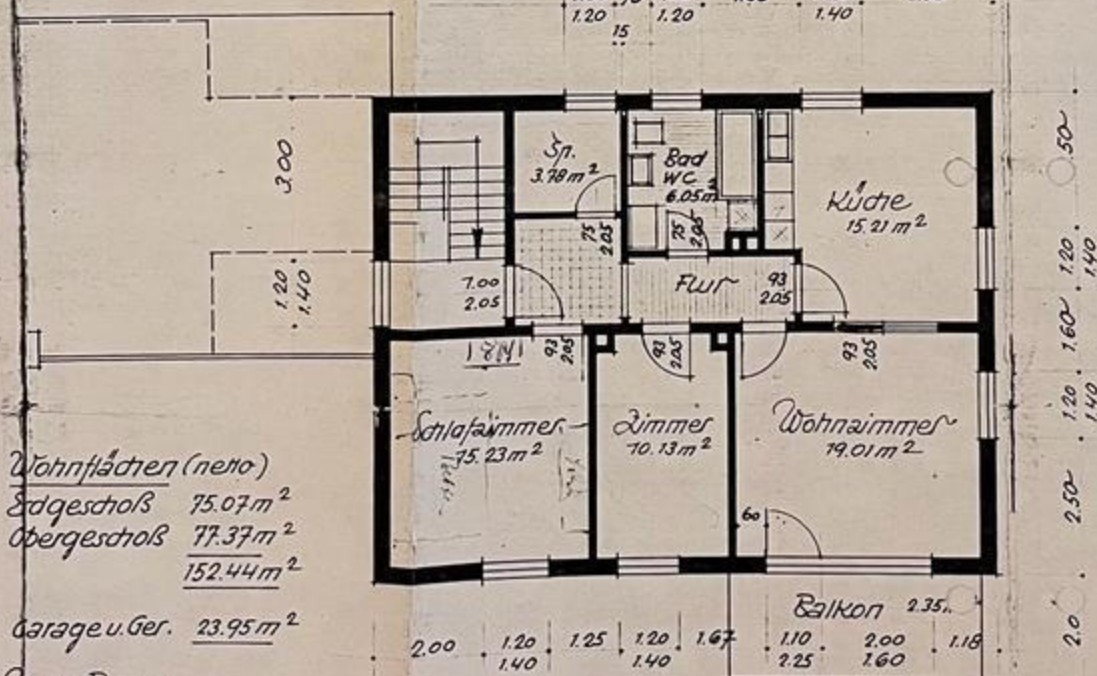 1.20
1.20
1.40
15
3.00
1.20
1.40
Sp.
3.78 m²
Bad
WC
6.05 m²
Küche
15.21 m²
75
2.05
75
2.05
1.00
2.05
Flur
93
2.05
93
2.05
93
2.05
93
2.05
Schlafzimmer
15.23 m²
Zimmer
10.13 m²
Wohnzimmer
19.01 m²
60
Wohnflächen (netto)
Erdgeschoß 75.07 m²
Obergeschoß 77.37 m²
152.44 m²
Garage u. Ger. 23.95 m²
Balkon 2.35
2.00
1.20
1.40
1.25
1.20
1.40
1.67
1.10
2.25
2.00
1.60
1.18
50
1.20
1.40
1.60
1.20
1.40
2.50
2.0